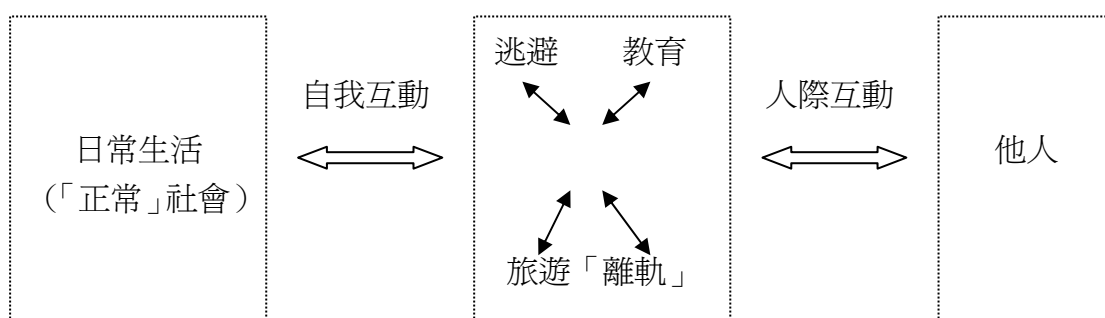 逃避 教育
自我互動
人際互動
日常生活
(「正常」社會)
他人
旅遊「離軌」